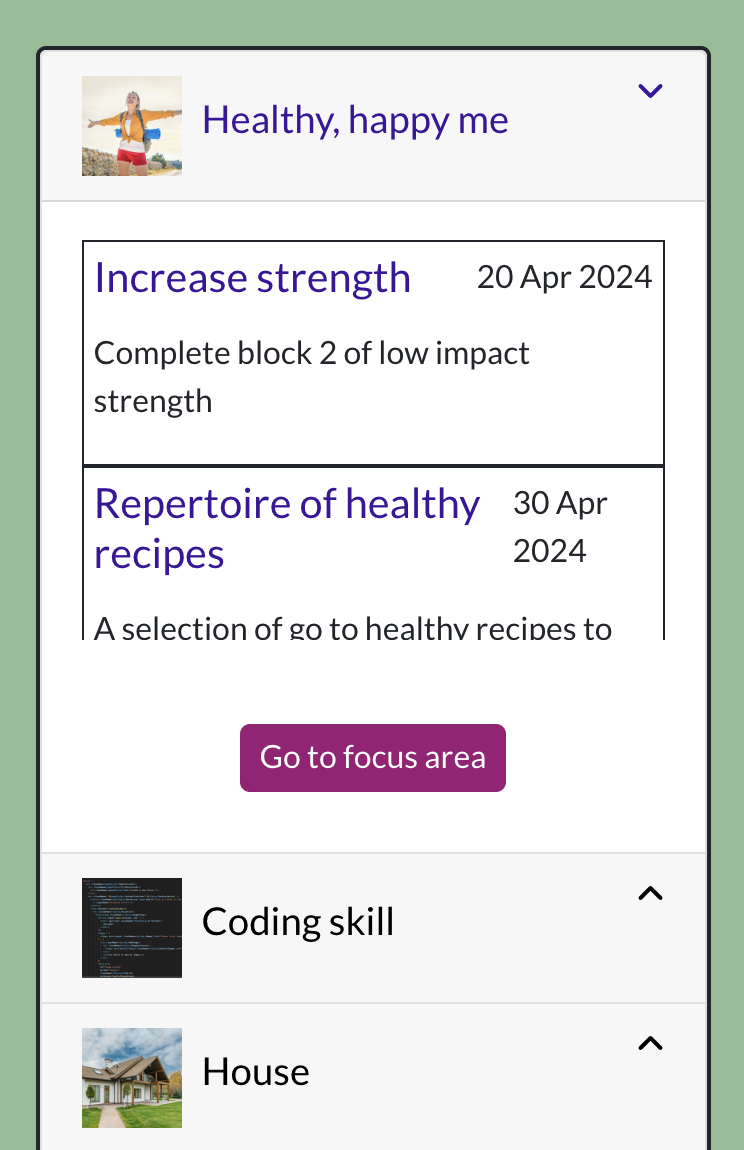 Healthy, happy me
Increase strength
20 Apr 2024
Complete block 2 of low impact
strength
Repertoire of healthy
recipes
30 Apr
2024
A selection of go to healthy recipes to
Go to focus area
Coding skill
House